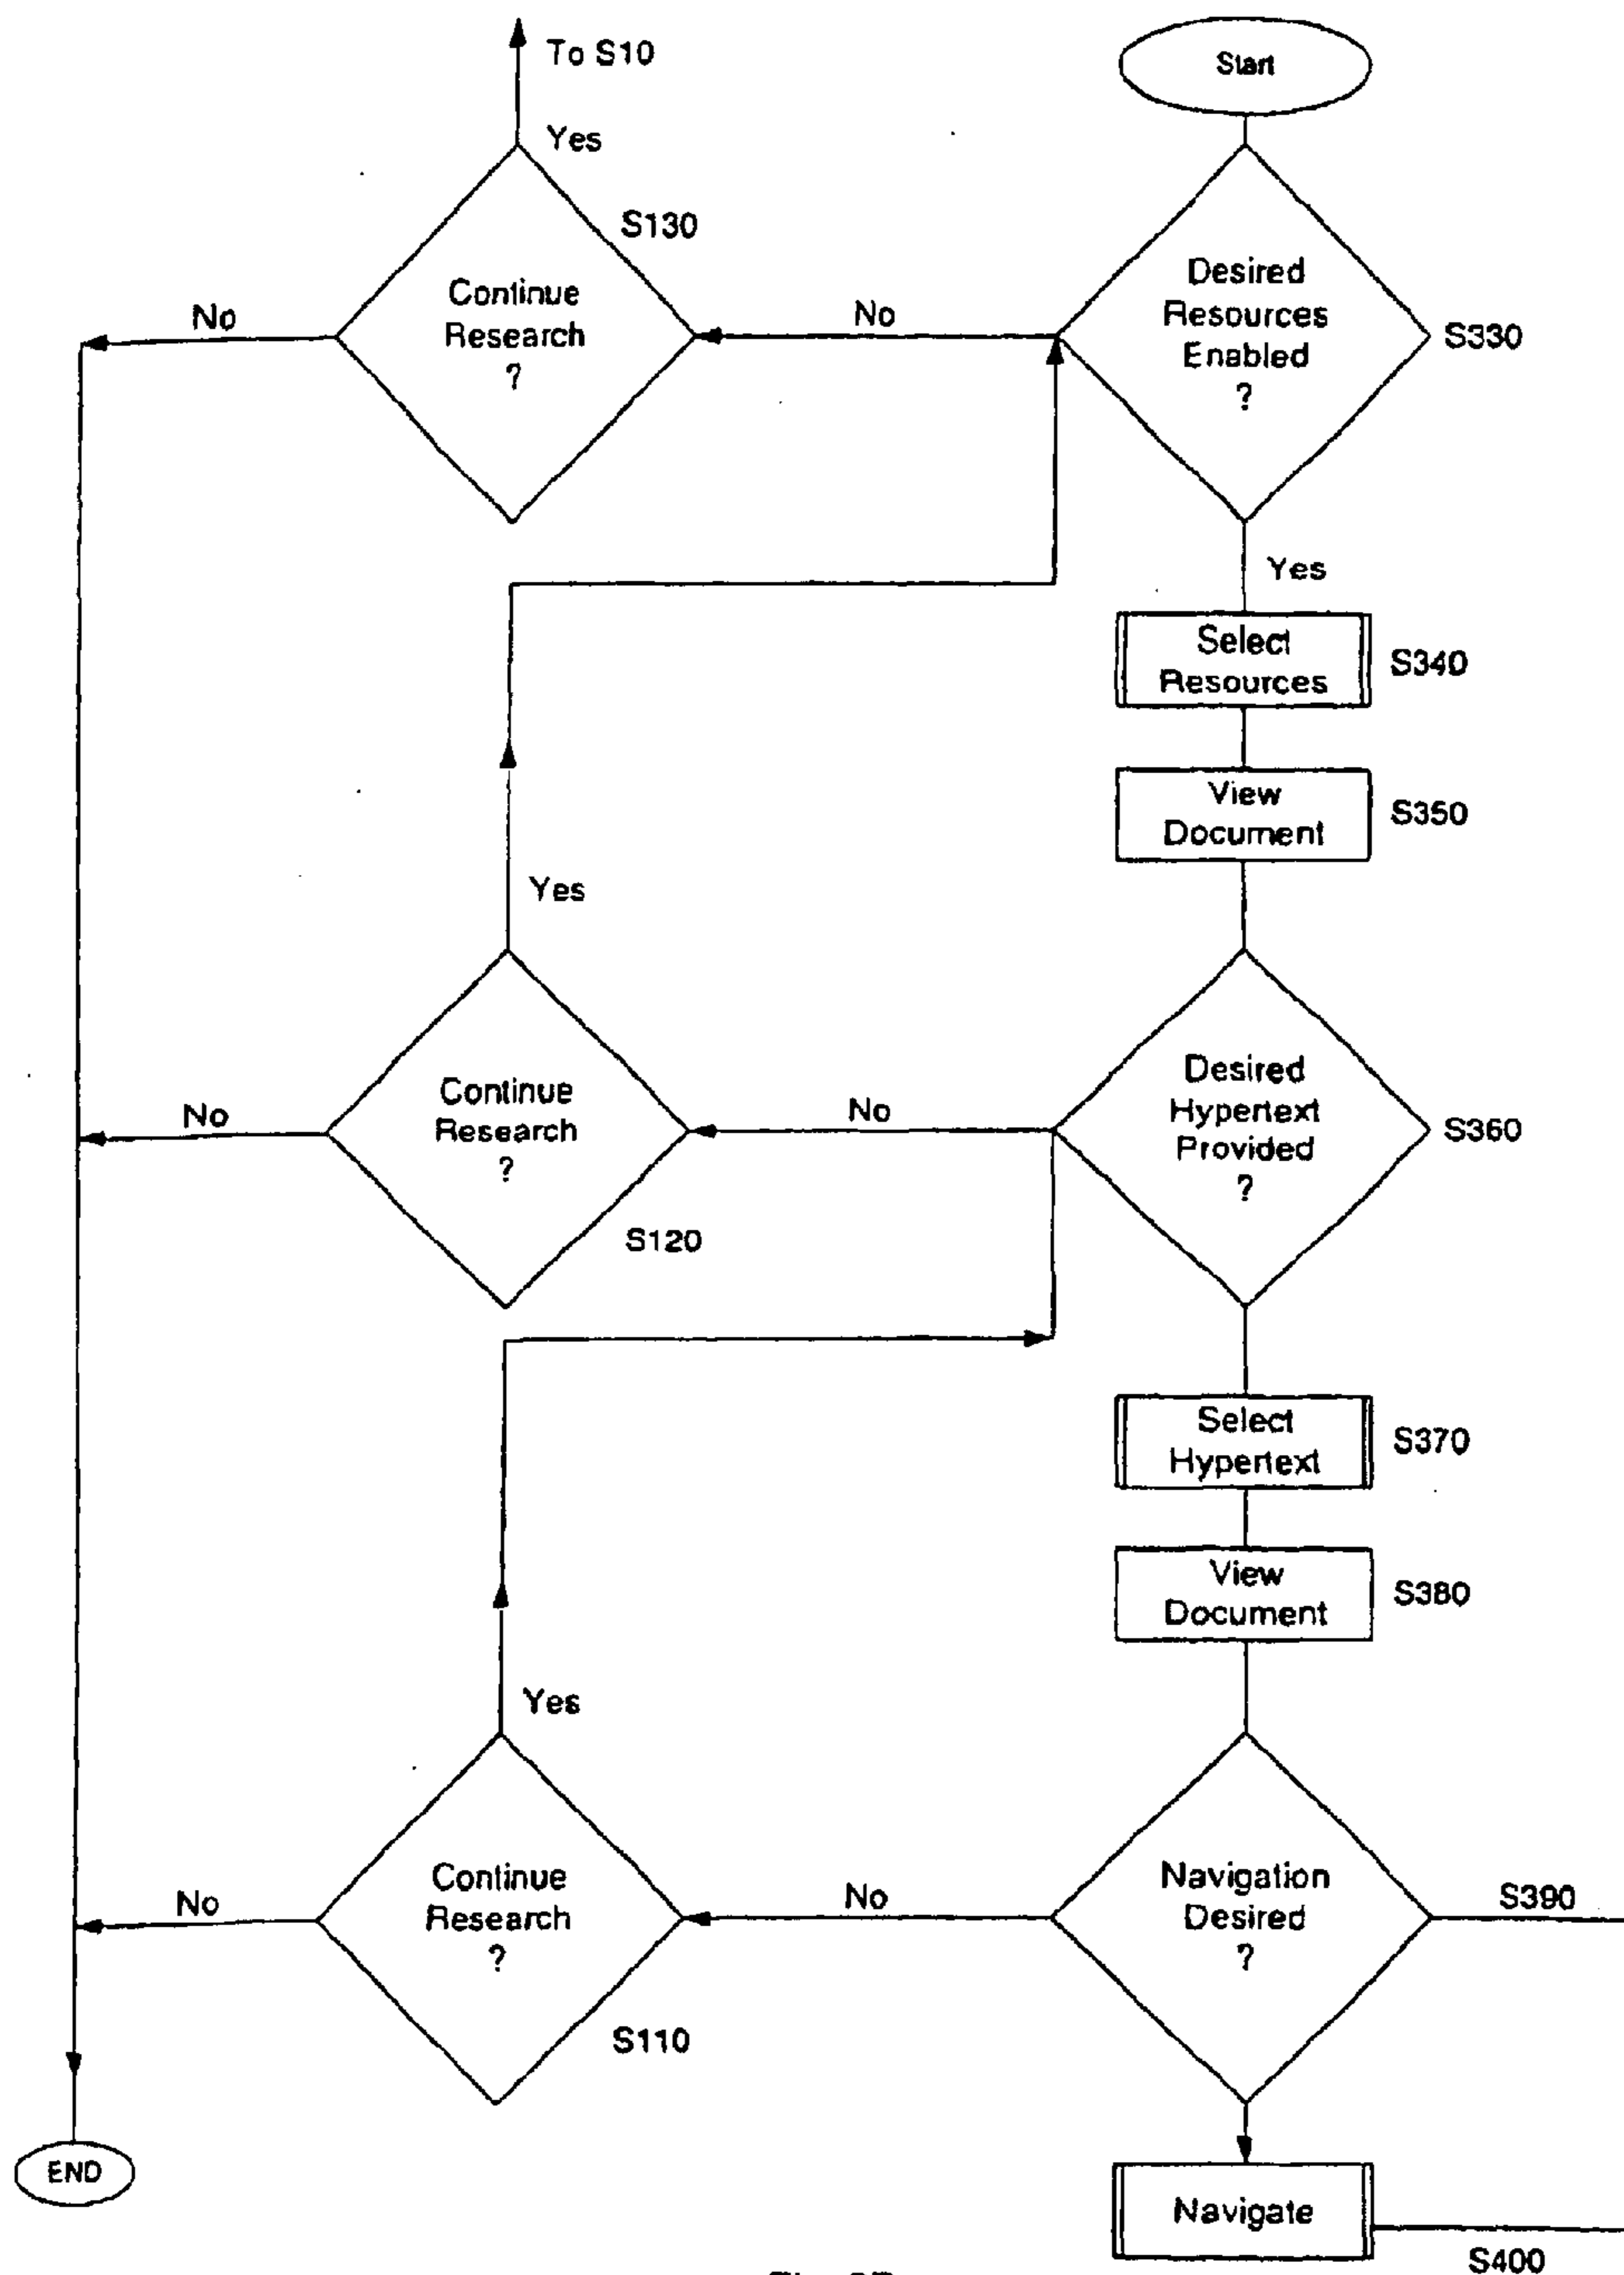 To S10
Start
Yes
S130
Continue
Research
?
No
No
Desired
Resources
Enabled
?
S330
Yes
Select
Resources
S340
View
Document
S350
Yes
Continue
Research
?
No
No
S120
Desired
Hypertext
Provided
?
S360
Select
Hypertext
S370
View
Document
S380
Yes
Continue
Research
?
No
No
S110
Navigation
Desired
?
S390
END
Navigate
S400